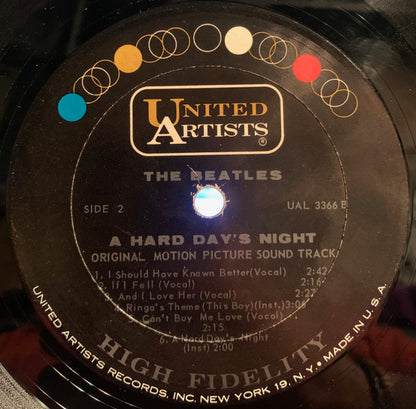 UNITED
ARTISTS®
THE BEATLES
SIDE 2
UAL 3366 B
A HARD DAY'S NIGHT
ORIGINAL MOTION PICTURE SOUND TRACK
1. I Should Have Known Better(Vocal) 2:42
2. If I Fell (Vocal) 2:16
3. And I Love Her (Vocal) 2:27
4. Ringo's Theme (This Boy)(Inst.) 3:06
5. Can't Buy Me Love (Vocal)
2:15
6. A Hard Day's Night
(Inst) 2:00
HIGH FIDELITY
UNITED ARTISTS RECORDS, INC. NEW YORK 19, N.Y. MADE IN U.S.A.